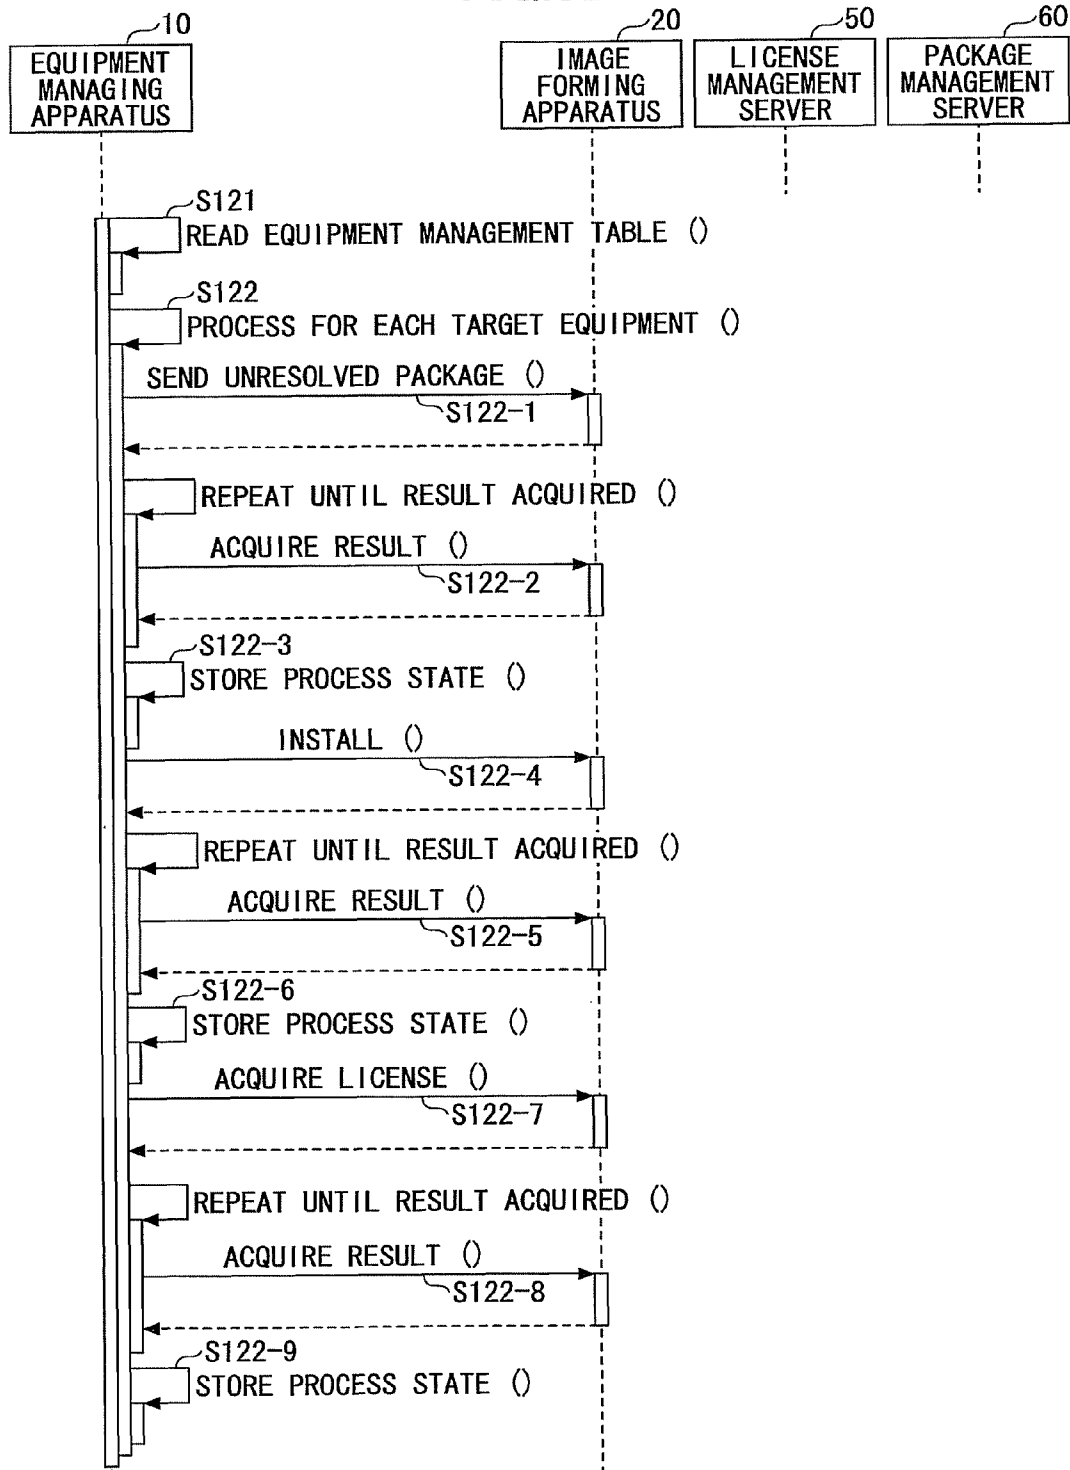 10
20
50
60
EQUIPMENT
MANAGING
APPARATUS
IMAGE
FORMING
APPARATUS
LICENSE
MANAGEMENT
SERVER
PACKAGE
MANAGEMENT
SERVER
S121
READ EQUIPMENT MANAGEMENT TABLE ()
S122
PROCESS FOR EACH TARGET EQUIPMENT ()
SEND UNRESOLVED PACKAGE ()
S122-1
REPEAT UNTIL RESULT ACQUIRED ()
ACQUIRE RESULT ()
S122-2
S122-3
STORE PROCESS STATE ()
INSTALL ()
S122-4
REPEAT UNTIL RESULT ACQUIRED ()
ACQUIRE RESULT ()
S122-5
S122-6
STORE PROCESS STATE ()
ACQUIRE LICENSE ()
S122-7
REPEAT UNTIL RESULT ACQUIRED ()
ACQUIRE RESULT ()
S122-8
S122-9
STORE PROCESS STATE ()